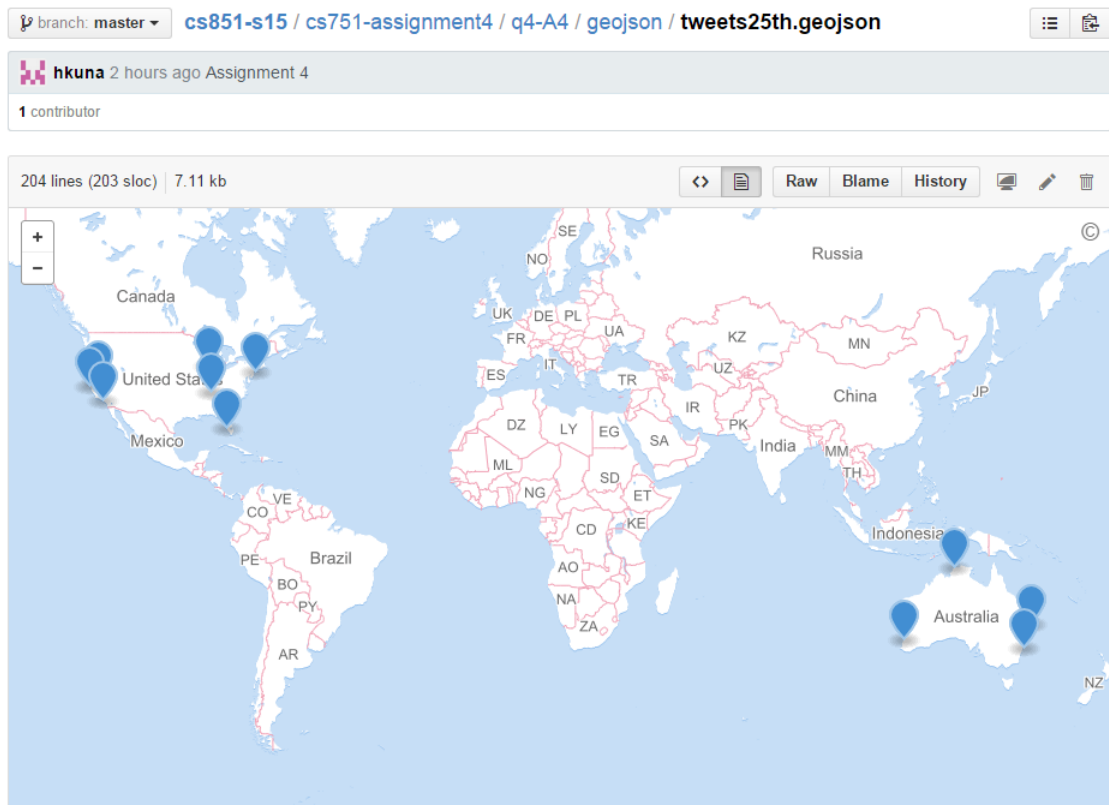 branch: master cs851-s15 / cs751-assignment4 / q4-A4 / geojson / tweets25th.geojson
hkuna 2 hours ago Assignment 4
1 contributor
204 lines (203 sloc) 7.11 kb <> Raw Blame History
+
−
©
SE
Russia
NO
Canada
UK DE PL
UA
FR
KZ
MN
IT
UZ
United States
ES
TR
China
JP
IR
PK
DZ
LY
EG
SA
India
Mexico
MM
TH
ML
SD
NG
ET
VE
CO
KE
CD
Indonesia
PE
Brazil
AO
BO
NA
PY
Australia
ZA
AR
NZ